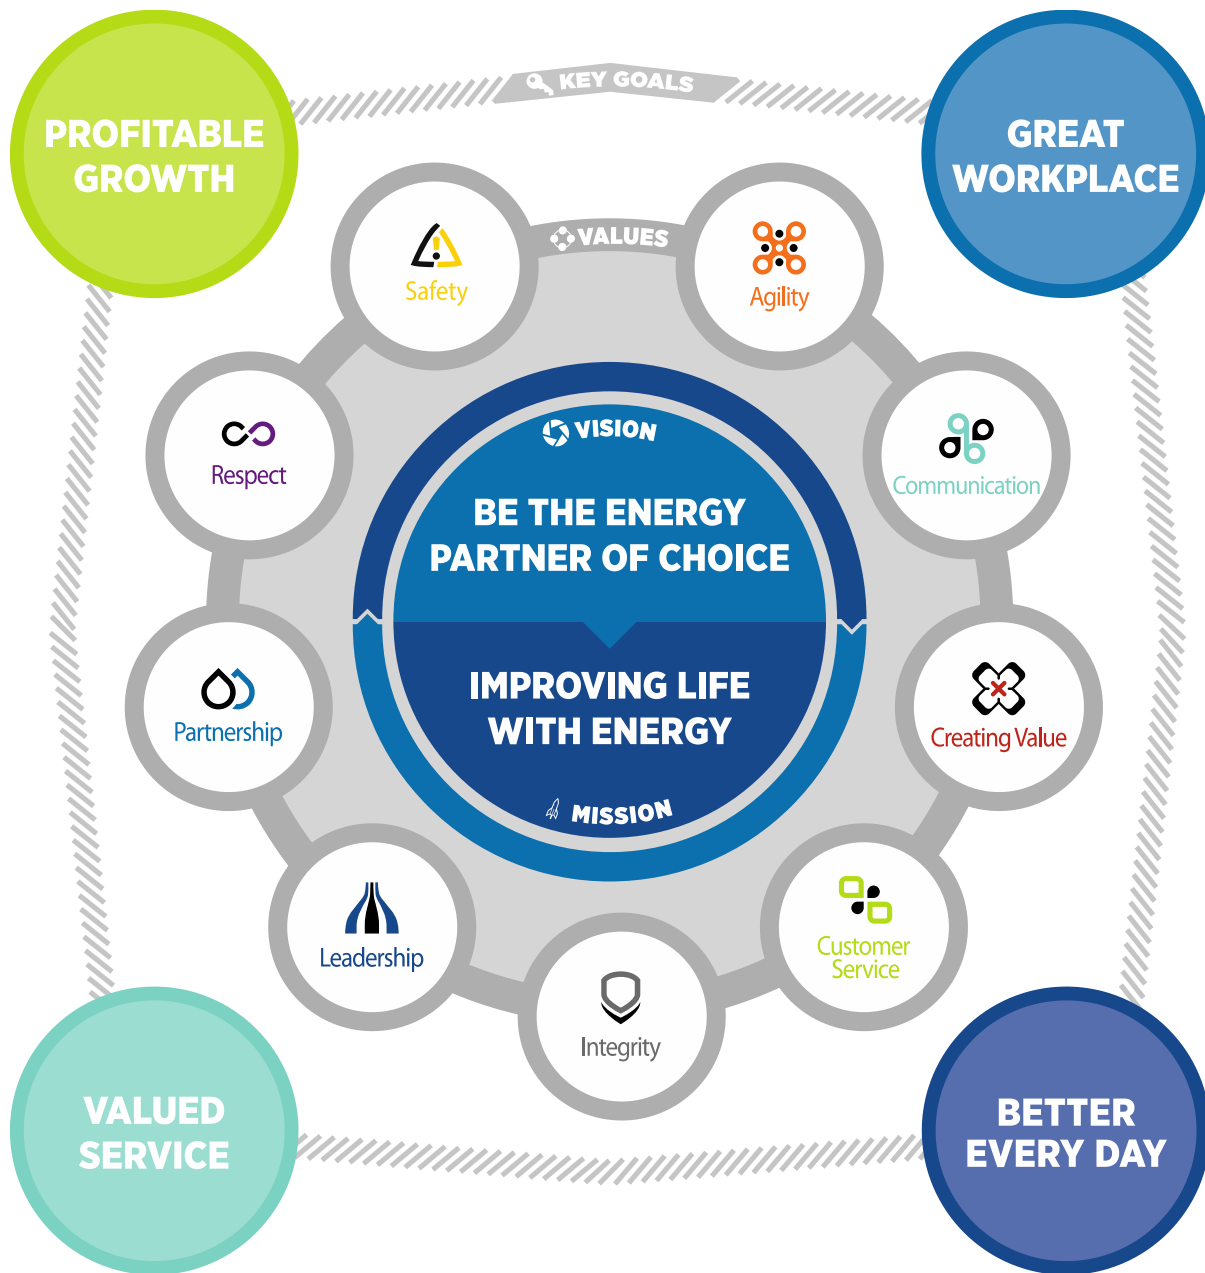 KEY GOALS
PROFITABLE
GROWTH
GREAT
WORKPLACE
VALUES
Safety
Agility
Respect
Communication
VISION
BE THE ENERGY
PARTNER OF CHOICE
IMPROVING LIFE
WITH ENERGY
MISSION
Partnership
Creating Value
Leadership
Customer
Service
Integrity
VALUED
SERVICE
BETTER
EVERY DAY